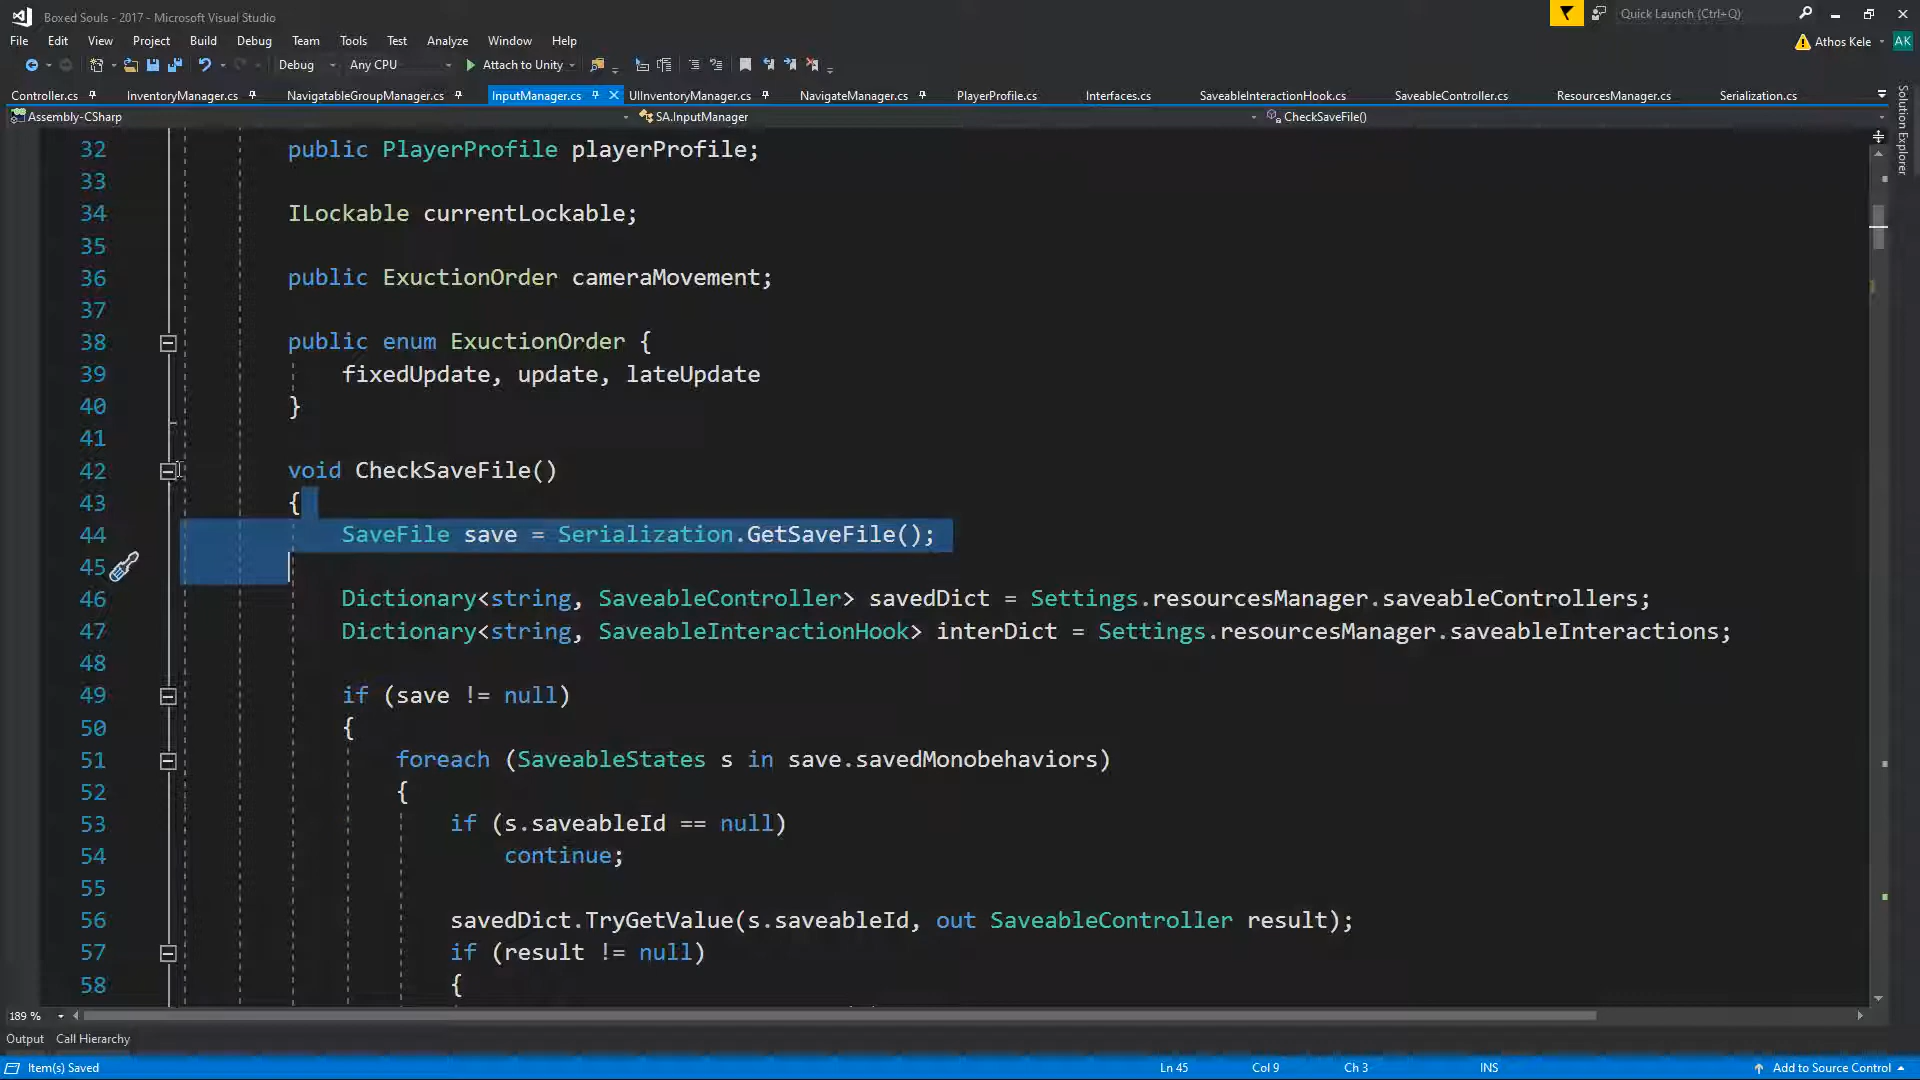 Boxed Souls - 2017 - Microsoft Visual Studio
Quick Launch (Ctrl+Q)
File Edit View Project Build Debug Team Tools Test Analyze Window Help
Athos Kele AK
Debug Any CPU Attach to Unity
Controller.cs InventoryManager.cs NavigatableGroupManager.cs InputManager.cs UIInventoryManager.cs NavigateManager.cs PlayerProfile.cs Interfaces.cs SaveableInteractionHook.cs SaveableController.cs ResourcesManager.cs Serialization.cs
Assembly-CSharp SA.InputManager CheckSaveFile()
Solution Explorer
32 public PlayerProfile playerProfile;
33
34 ILockable currentLockable;
35
36 public ExuctionOrder cameraMovement;
37
38 public enum ExuctionOrder {
39 fixedUpdate, update, lateUpdate
40 }
41
42 void CheckSaveFile()
43 {
44 SaveFile save = Serialization.GetSaveFile();
45
46 Dictionary<string, SaveableController> savedDict = Settings.resourcesManager.saveableControllers;
47 Dictionary<string, SaveableInteractionHook> interDict = Settings.resourcesManager.saveableInteractions;
48
49 if (save != null)
50 {
51 foreach (SaveableStates s in save.savedMonobehaviors)
52 {
53 if (s.saveableId == null)
54 continue;
55
56 savedDict.TryGetValue(s.saveableId, out SaveableController result);
57 if (result != null)
58 {
189 %
Output Call Hierarchy
Item(s) Saved Ln 45 Col 9 Ch 3 INS Add to Source Control